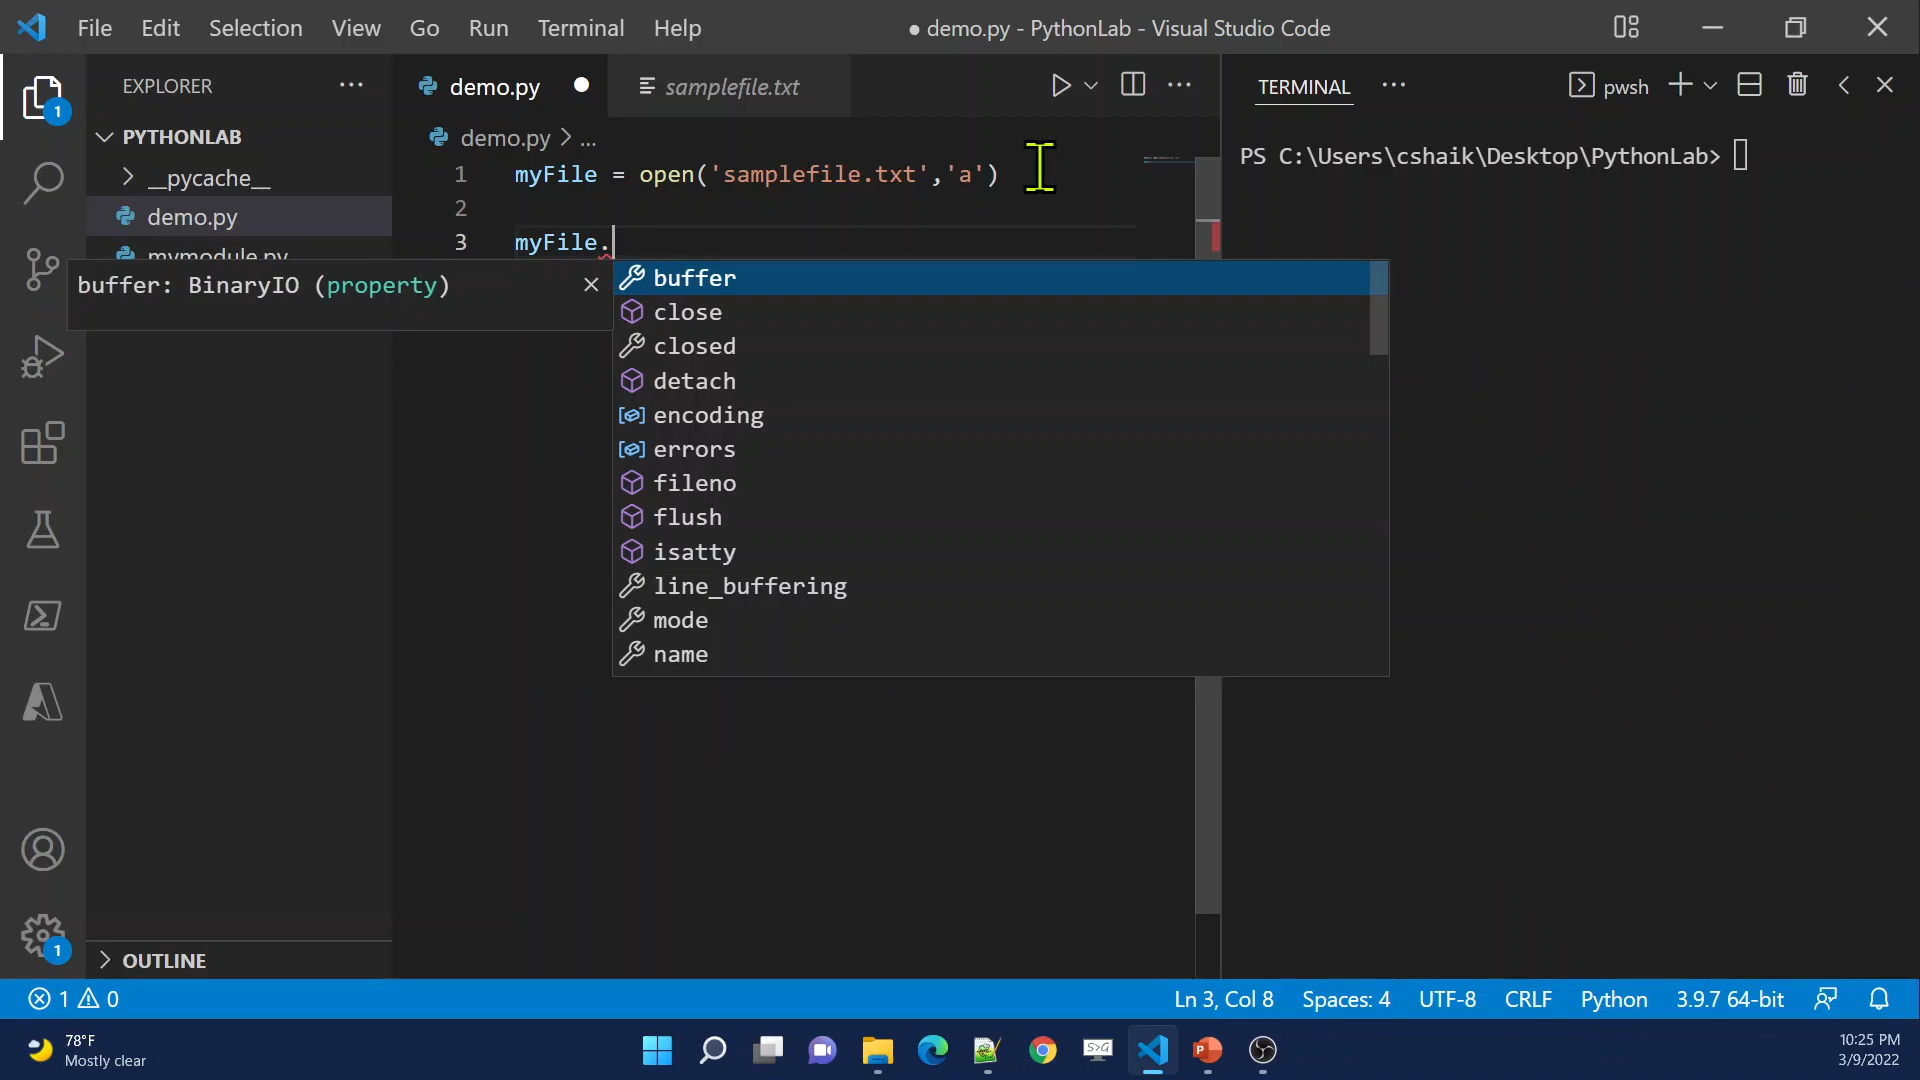 File Edit Selection View Go Run Terminal Help
● demo.py - PythonLab - Visual Studio Code
EXPLORER ···
1
PYTHONLAB
__pycache__
demo.py
mymodule.py
OUTLINE
demo.py ●
samplefile.txt
demo.py > ...
1 myFile = open('samplefile.txt','a')
2
3 myFile.
buffer: BinaryIO (property) ×
buffer
close
closed
detach
encoding
errors
fileno
flush
isatty
line_buffering
mode
name
TERMINAL ···
pwsh
PS C:\Users\cshaik\Desktop\PythonLab>
1
1 0
Ln 3, Col 8 Spaces: 4 UTF-8 CRLF Python 3.9.7 64-bit
78°F
Mostly clear
S>G
P
10:25 PM
3/9/2022